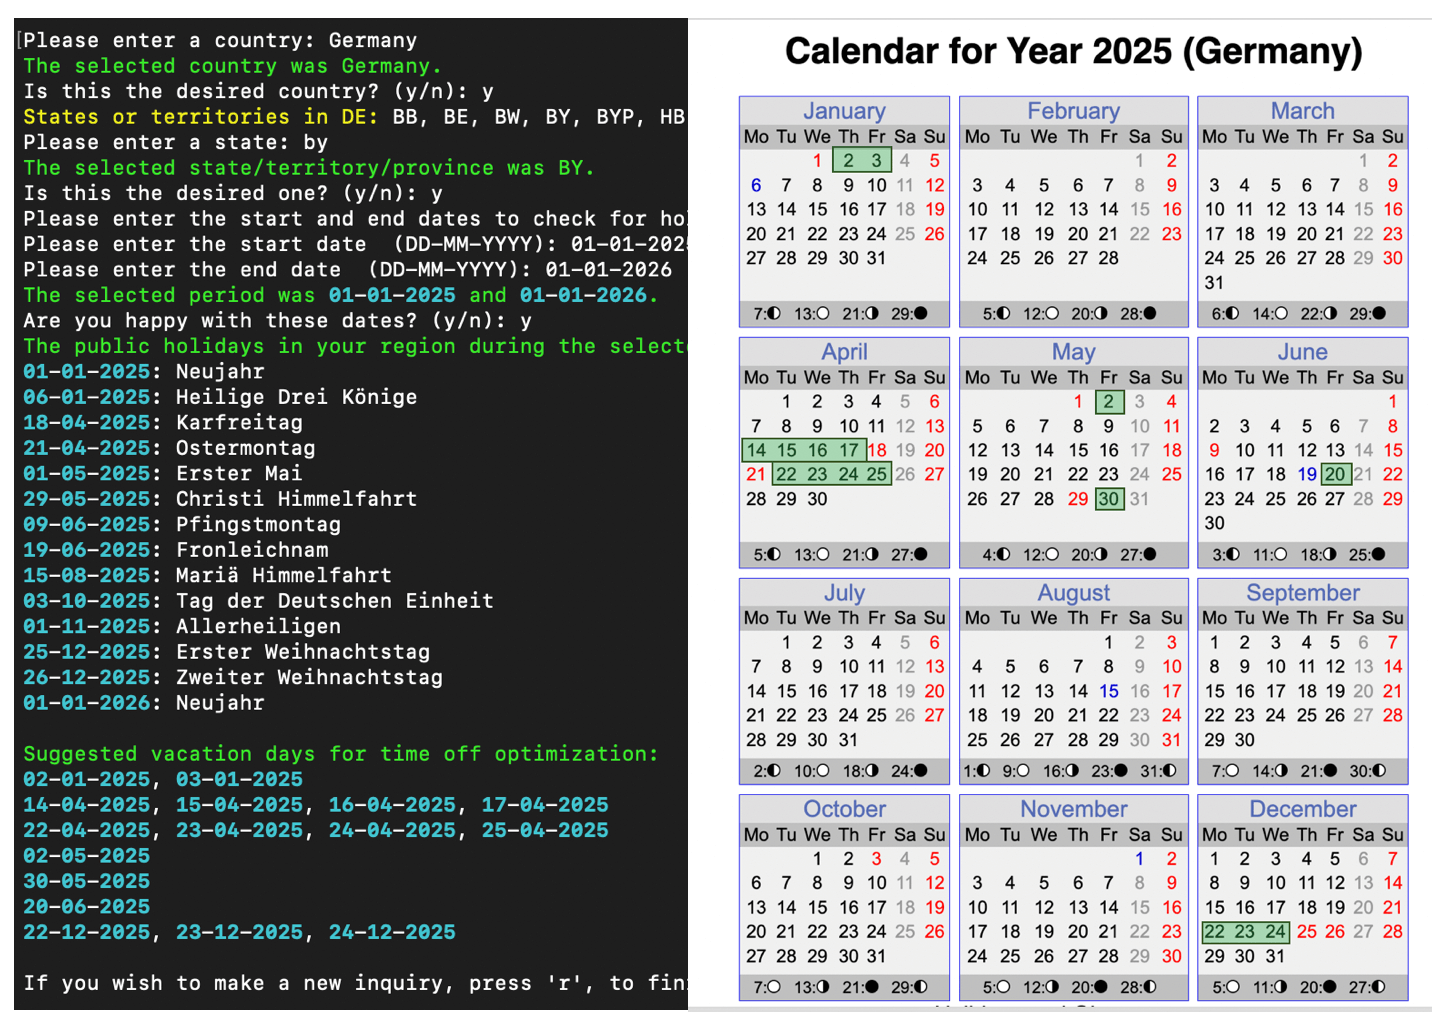 Please enter a country: Germany
The selected country was Germany.
Is this the desired country? (y/n): y
States or territories in DE: BB, BE, BW, BY, BYP, HB
Please enter a state: by
The selected state/territory/province was BY.
Is this the desired one? (y/n): y
Please enter the start and end dates to check for
Please enter the start date  (DD-MM-YYYY): 01-01-2025
Please enter the end date  (DD-MM-YYYY): 01-01-2026
The selected period was 01-01-2025 and 01-01-2026.
Are you happy with these dates? (y/n): y
The public holidays in your region during the
01-01-2025: Neujahr
06-01-2025: Heilige Drei Könige
18-04-2025: Karfreitag
21-04-2025: Ostermontag
01-05-2025: Erster Mai
29-05-2025: Christi Himmelfahrt
09-06-2025: Pfingstmontag
19-06-2025: Fronleichnam
15-08-2025: Mariä Himmelfahrt
03-10-2025: Tag der Deutschen Einheit
01-11-2025: Allerheiligen
25-12-2025: Erster Weihnachtstag
26-12-2025: Zweiter Weihnachtstag
01-01-2026: Neujahr
Suggested vacation days for time off optimization:
02-01-2025, 03-01-2025
14-04-2025, 15-04-2025, 16-04-2025, 17-04-2025
22-04-2025, 23-04-2025, 24-04-2025, 25-04-2025
02-05-2025
30-05-2025
20-06-2025
22-12-2025, 23-12-2025, 24-12-2025
If you wish to make a new inquiry, press 'r', to
Calendar for Year 2025 (Germany)
January
Mo Tu We Th Fr Sa Su
1 2 3 4 5
6 7 8 9 10 11 12
13 14 15 16 17 18 19
20 21 22 23 24 25 26
27 28 29 30 31
7:◐ 13:○ 21:◑ 29:●
February
Mo Tu We Th Fr Sa Su
1 2
3 4 5 6 7 8 9
10 11 12 13 14 15 16
17 18 19 20 21 22 23
24 25 26 27 28
5:◐ 12:○ 20:◑ 28:●
March
Mo Tu We Th Fr Sa Su
1 2
3 4 5 6 7 8 9
10 11 12 13 14 15 16
17 18 19 20 21 22 23
24 25 26 27 28 29 30
31
6:◐ 14:○ 22:◑ 29:●
April
Mo Tu We Th Fr Sa Su
1 2 3 4 5 6
7 8 9 10 11 12 13
14 15 16 17 18 19 20
21 22 23 24 25 26 27
28 29 30
5:◐ 13:○ 21:◑ 27:●
May
Mo Tu We Th Fr Sa Su
1 2 3 4
5 6 7 8 9 10 11
12 13 14 15 16 17 18
19 20 21 22 23 24 25
26 27 28 29 30 31
4:◐ 12:○ 20:◑ 27:●
June
Mo Tu We Th Fr Sa Su
1
2 3 4 5 6 7 8
9 10 11 12 13 14 15
16 17 18 19 20 21 22
23 24 25 26 27 28 29
30
3:◐ 11:○ 18:◑ 25:●
July
Mo Tu We Th Fr Sa Su
1 2 3 4 5 6
7 8 9 10 11 12 13
14 15 16 17 18 19 20
21 22 23 24 25 26 27
28 29 30 31
2:◐ 10:○ 18:◑ 24:●
August
Mo Tu We Th Fr Sa Su
1 2 3
4 5 6 7 8 9 10
11 12 13 14 15 16 17
18 19 20 21 22 23 24
25 26 27 28 29 30 31
1:◐ 9:○ 16:◑ 23:● 31:◐
September
Mo Tu We Th Fr Sa Su
1 2 3 4 5 6 7
8 9 10 11 12 13 14
15 16 17 18 19 20 21
22 23 24 25 26 27 28
29 30
7:○ 14:◑ 21:● 30:◐
October
Mo Tu We Th Fr Sa Su
1 2 3 4 5
6 7 8 9 10 11 12
13 14 15 16 17 18 19
20 21 22 23 24 25 26
27 28 29 30 31
7:○ 13:◑ 21:● 29:◐
November
Mo Tu We Th Fr Sa Su
1 2
3 4 5 6 7 8 9
10 11 12 13 14 15 16
17 18 19 20 21 22 23
24 25 26 27 28 29 30
5:○ 12:◑ 20:● 28:◐
December
Mo Tu We Th Fr Sa Su
1 2 3 4 5 6 7
8 9 10 11 12 13 14
15 16 17 18 19 20 21
22 23 24 25 26 27 28
29 30 31
5:○ 11:◑ 20:● 27:◐